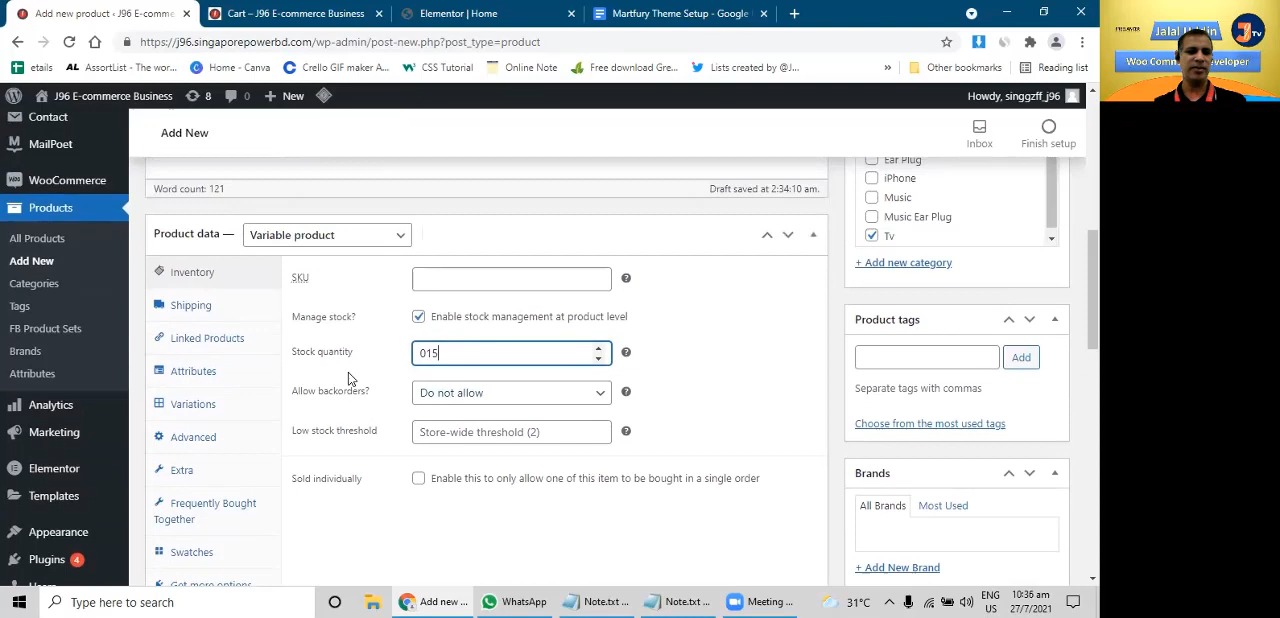 Add new product ‹ J96 E-comme
Cart – J96 E-commerce Business
Elementor | Home
Martfury Theme Setup - Google
https://j96.singaporepowerbd.com/wp-admin/post-new.php?post_type=product
etails
AssortList - The wor...
Home - Canva
Crello GIF maker A...
CSS Tutorial
Online Note
Free download Gre...
Lists created by @J...
»
Other bookmarks
Reading list
Jalal Uddin
Tv
Woo Commerce Developer
J96 E-commerce Business
8
0
New
Howdy, singgzff_j96
Contact
MailPoet
WooCommerce
Products
All Products
Add New
Categories
Tags
FB Product Sets
Brands
Attributes
Analytics
Marketing
Elementor
Templates
Appearance
Plugins 4
Add New
Inbox
Finish setup
Word count: 121
Draft saved at 2:34:10 am.
Product data —
Variable product
Inventory
Shipping
Linked Products
Attributes
Variations
Advanced
Extra
Frequently Bought
Together
Swatches
Get more options
SKU
Manage stock?
Enable stock management at product level
Stock quantity
015
Allow backorders?
Do not allow
Low stock threshold
Store-wide threshold (2)
Sold individually
Enable this to only allow one of this item to be bought in a single order
Ear Plug
iPhone
Music
Music Ear Plug
Tv
+ Add new category
Product tags
Add
Separate tags with commas
Choose from the most used tags
Brands
All Brands
Most Used
+ Add New Brand
Type here to search
Add new ...
WhatsApp
Note.txt ...
Note.txt ...
Meeting ...
31°C
ENG
US
10:36 am
27/7/2021